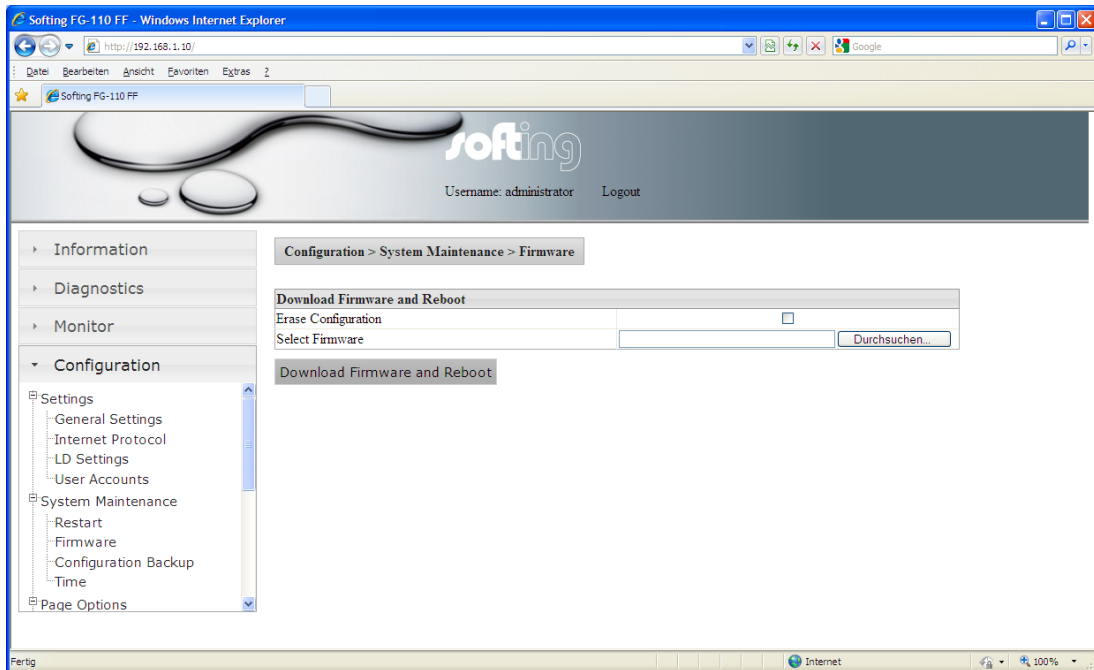 Softing FG-110 FF - Windows Internet Explorer
http://192.168.1.10/
Google
Datei Bearbeiten Ansicht Favoriten Extras ?
Softing FG-110 FF
softing
Username: administrator Logout
Information
Diagnostics
Monitor
Configuration
Settings
General Settings
Internet Protocol
LD Settings
User Accounts
System Maintenance
Restart
Firmware
Configuration Backup
Time
Page Options
Configuration > System Maintenance > Firmware
Download Firmware and Reboot
Erase Configuration
Select Firmware Durchsuchen...
Download Firmware and Reboot
Fertig Internet 100%